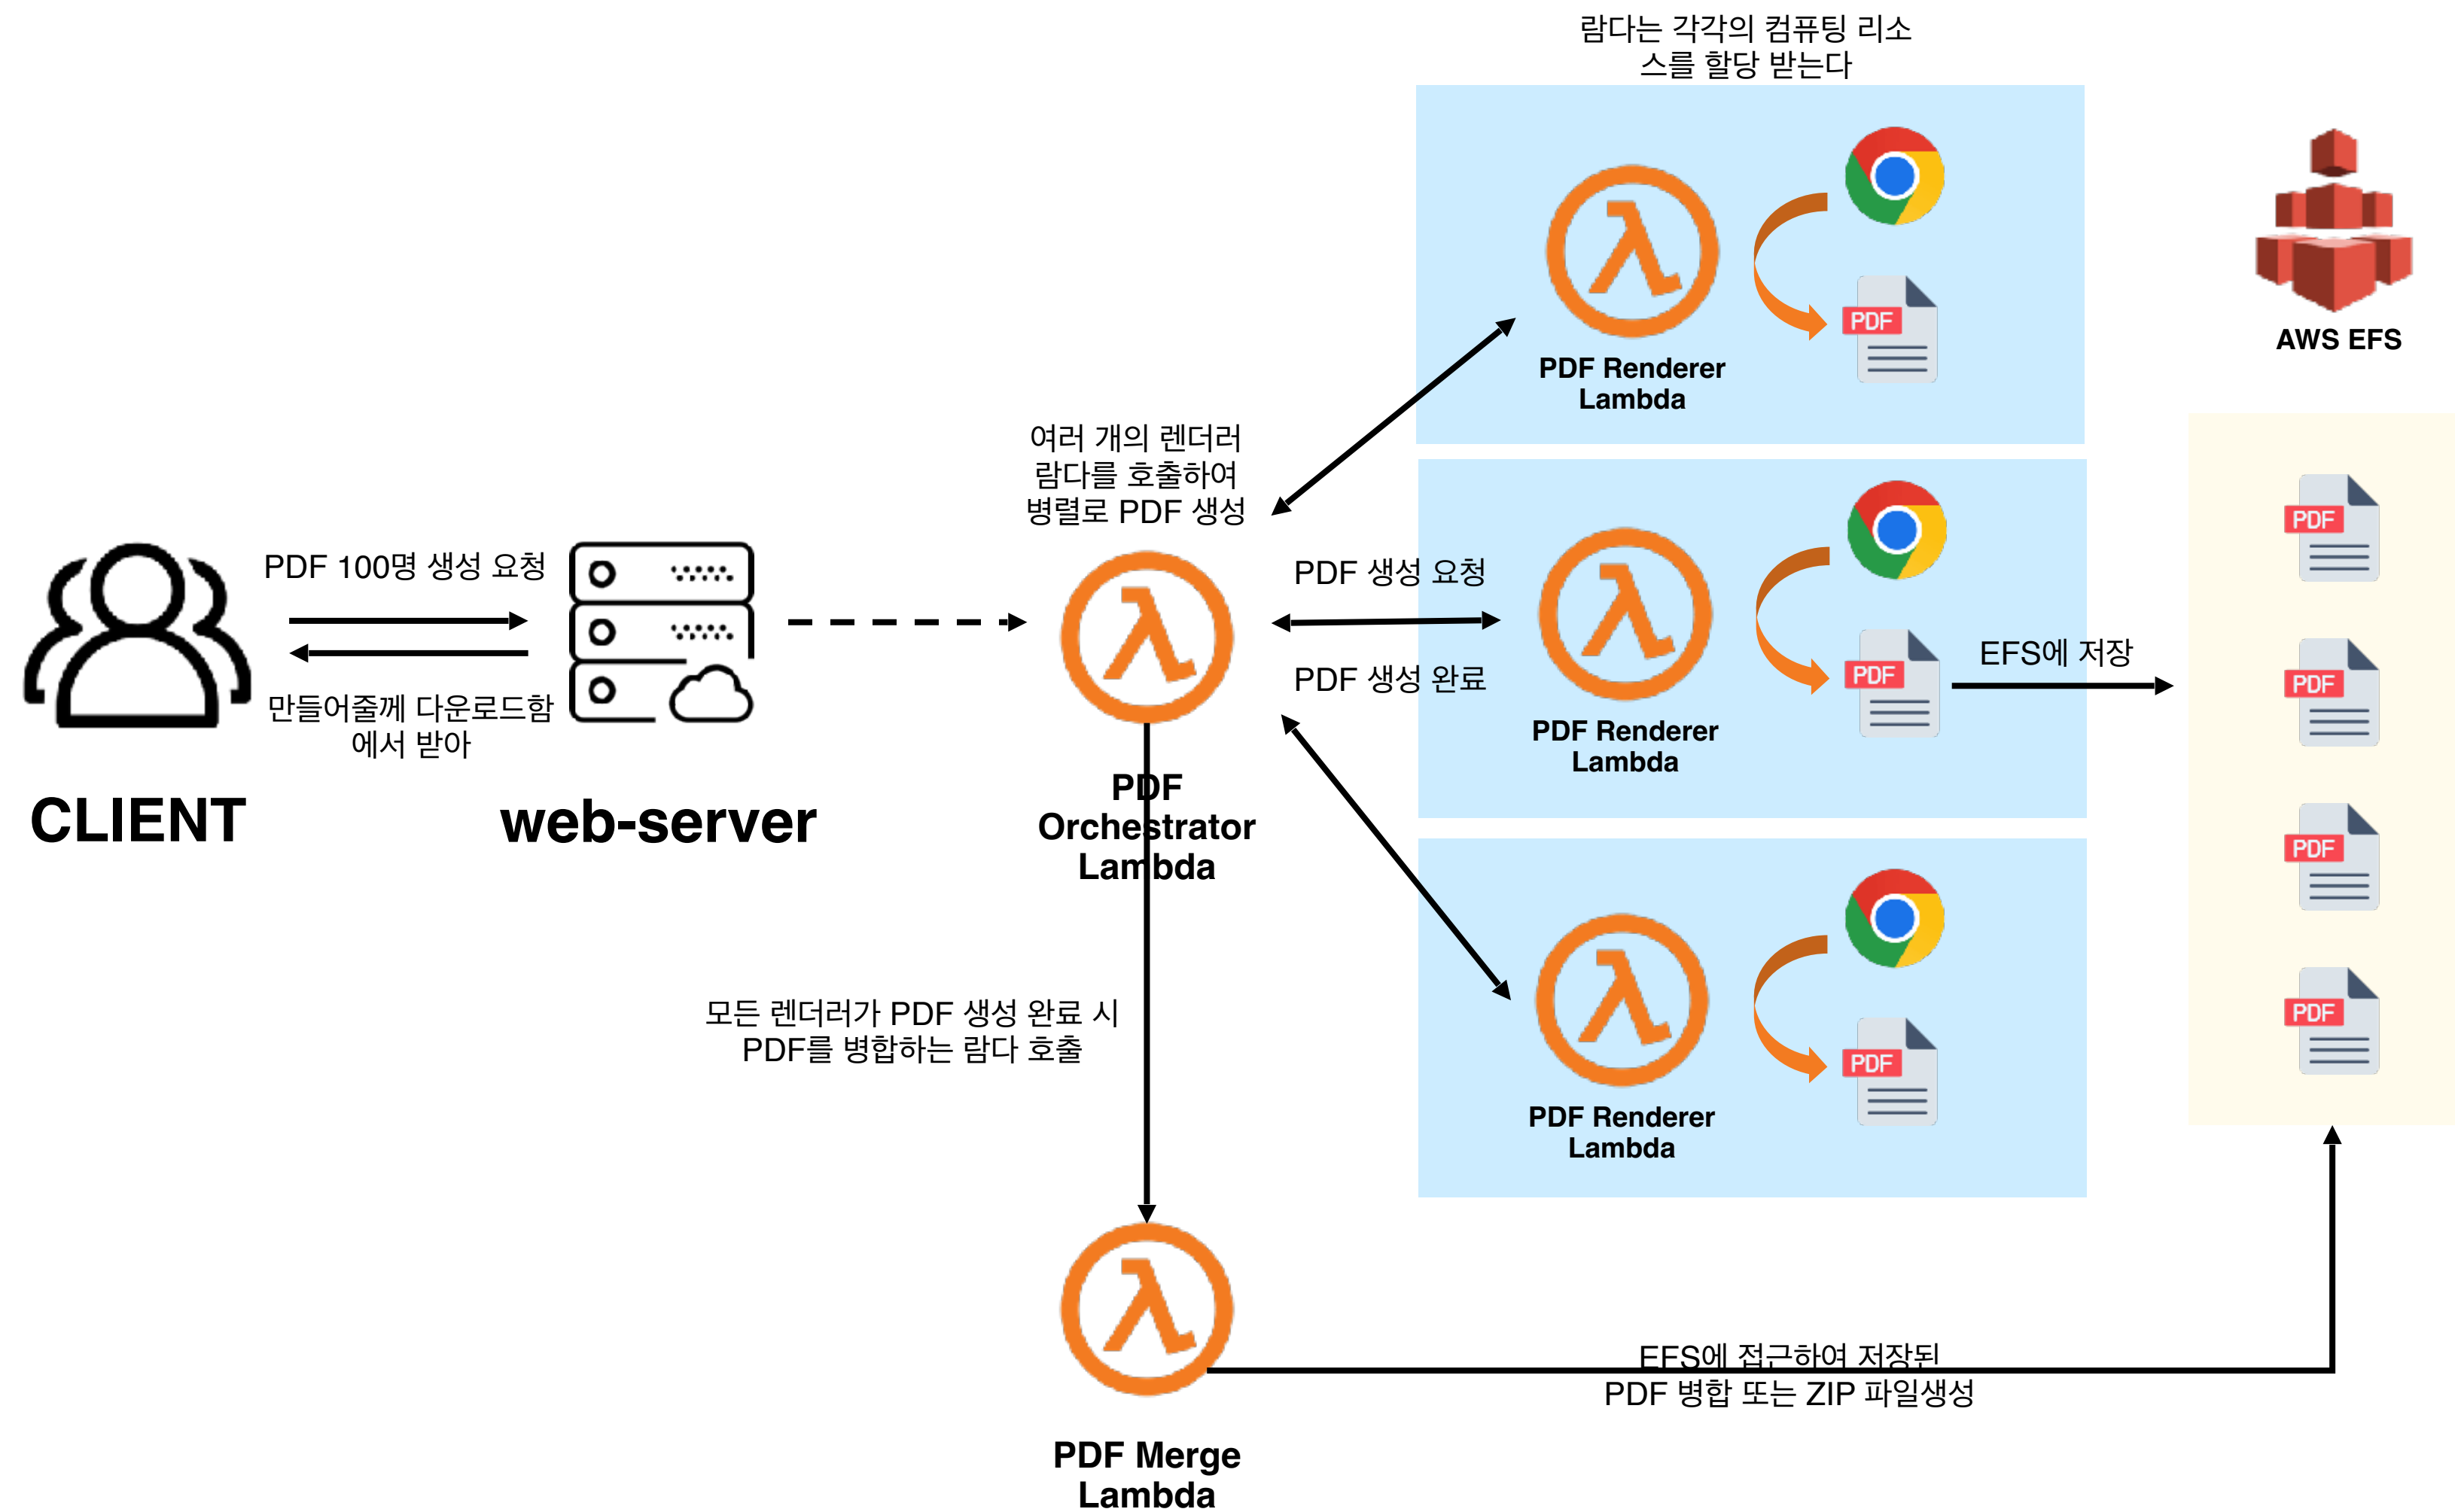 람다는 각각의 컴퓨팅 리소
스를 할당 받는다
PDF Renderer
Lambda
PDF
AWS EFS
여러 개의 렌더러
람다를 호출하여
병렬로 PDF 생성
PDF 100명 생성 요청
만들어줄께 다운로드함
에서 받아
CLIENT
web-server
PDF
Orchestrator
Lambda
PDF 생성 요청
PDF 생성 완료
PDF Renderer
Lambda
PDF
EFS에 저장
PDF
PDF
PDF
PDF
PDF Renderer
Lambda
PDF
모든 렌더러가 PDF 생성 완료 시
PDF를 병합하는 람다 호출
EFS에 접근하여 저장된
PDF 병합 또는 ZIP 파일생성
PDF Merge
Lambda